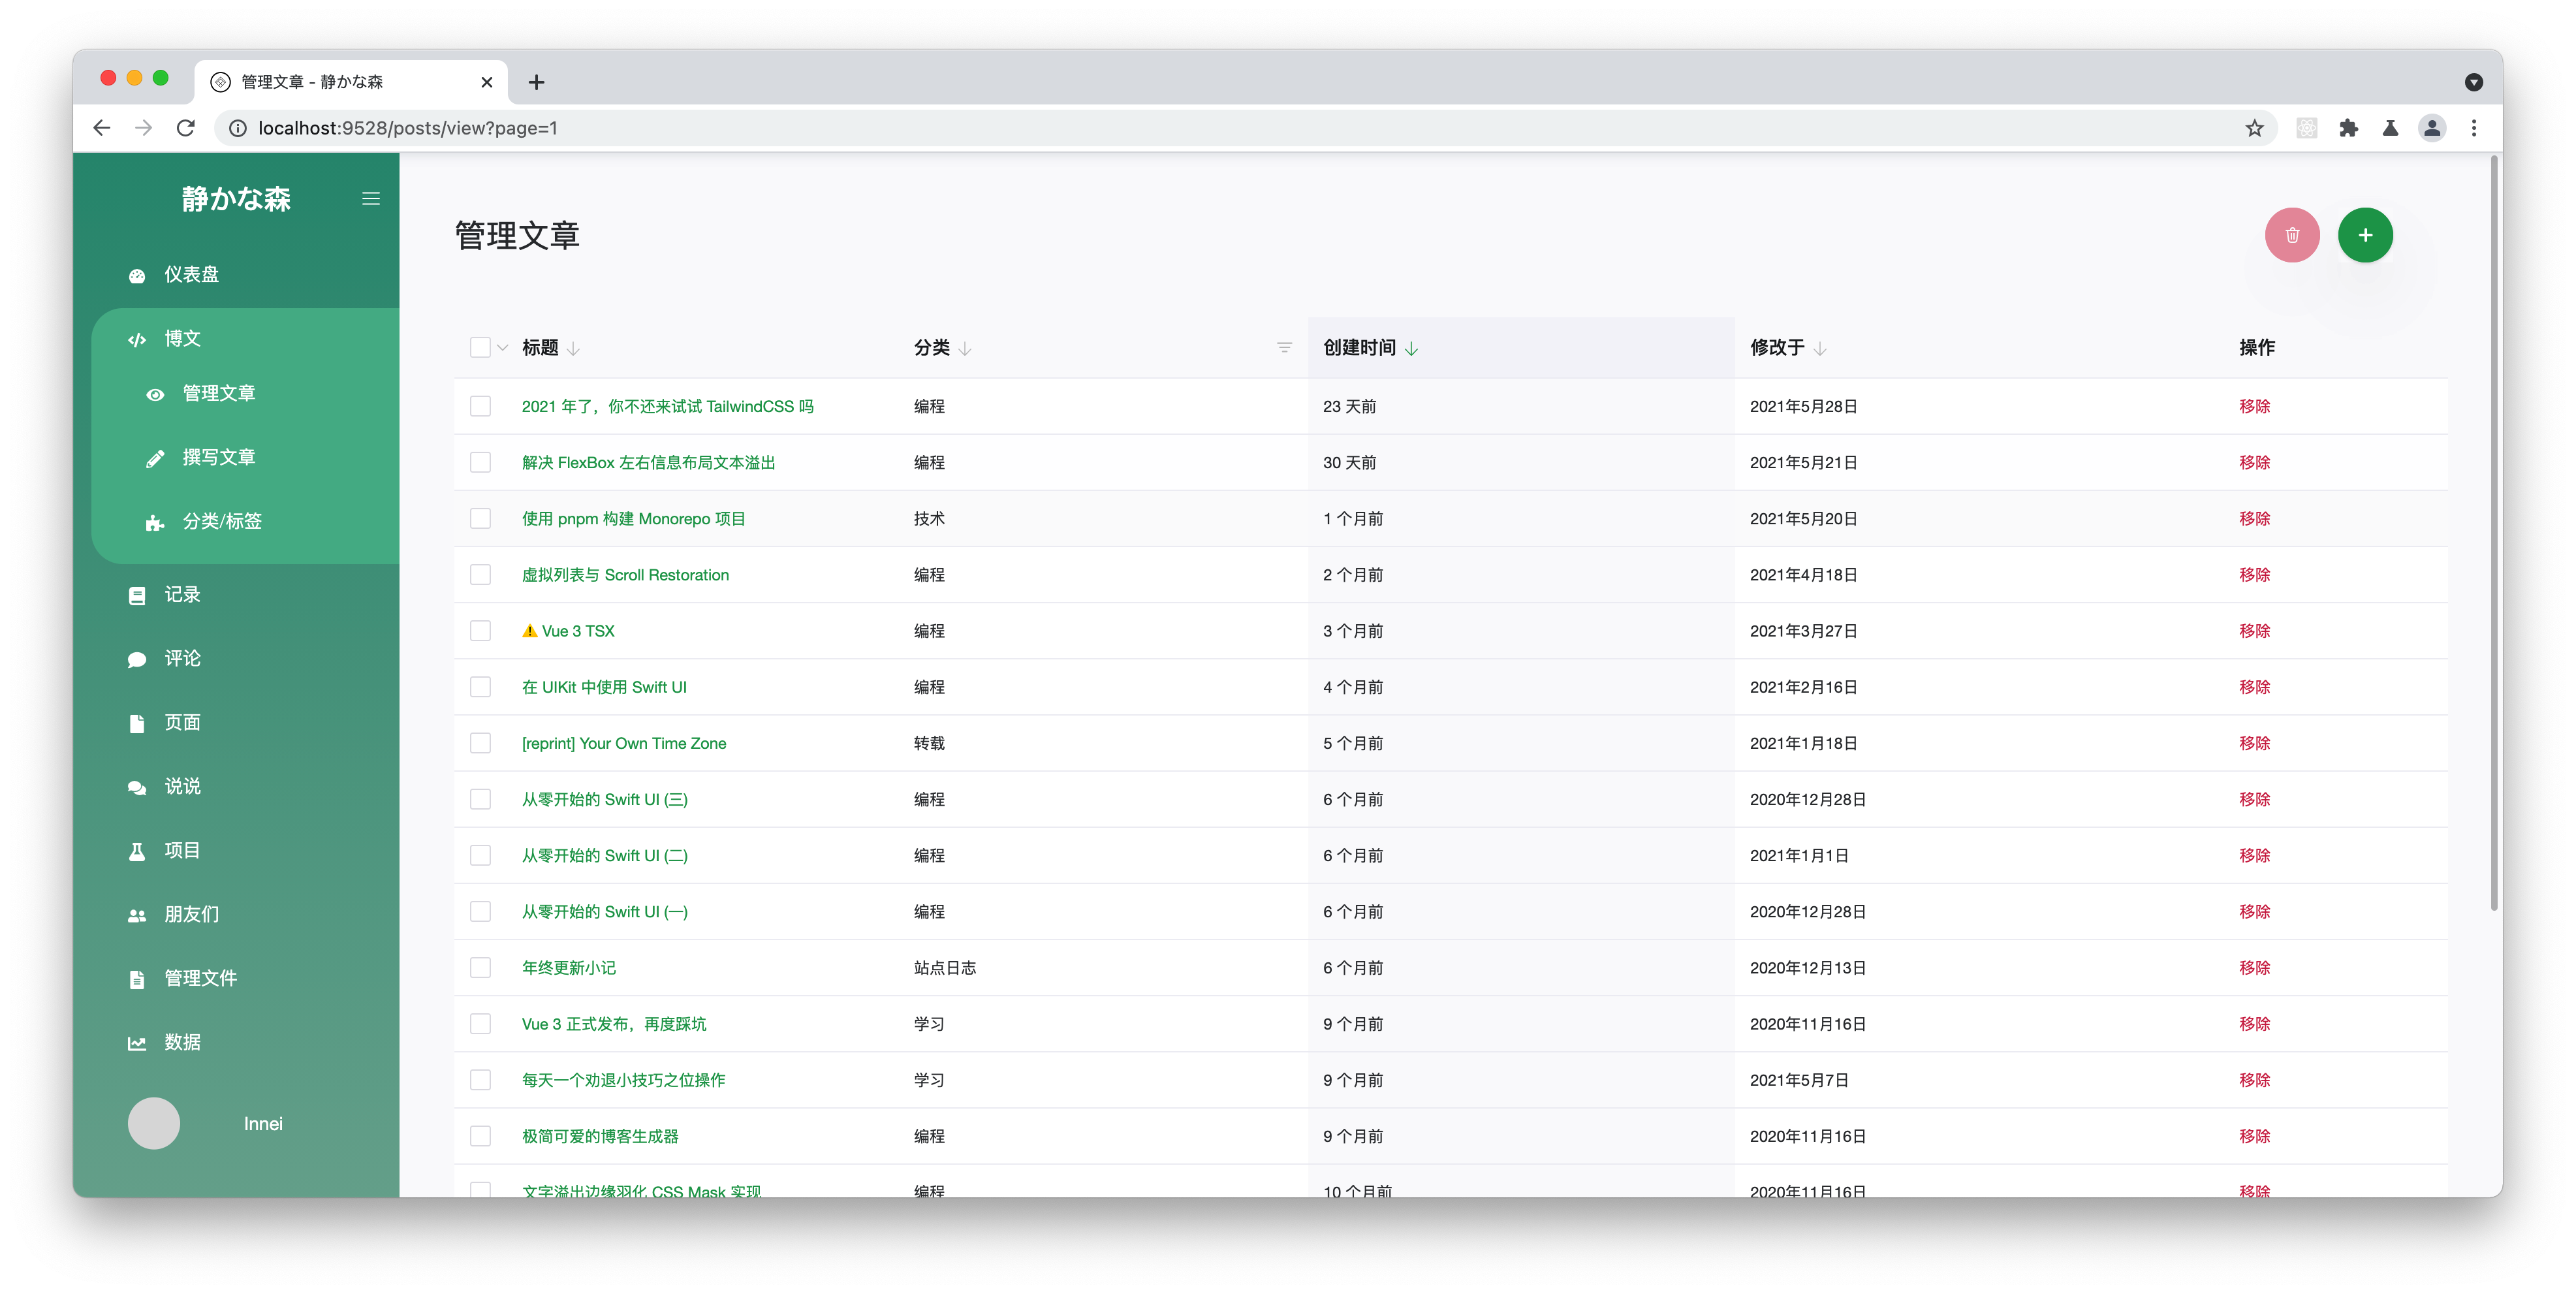 管理文章 - 静かな森
localhost:9528/posts/view?page=1
静かな森
仪表盘
博文
管理文章
撰写文章
分类/标签
记录
评论
页面
说说
项目
朋友们
管理文件
数据
Innei
管理文章
标题 分类 创建时间 修改于 操作
2021 年了，你不还来试试 TailwindCSS 吗 编程 23 天前 2021年5月28日 移除
解决 FlexBox 左右信息布局文本溢出 编程 30 天前 2021年5月21日 移除
使用 pnpm 构建 Monorepo 项目 技术 1 个月前 2021年5月20日 移除
虚拟列表与 Scroll Restoration 编程 2 个月前 2021年4月18日 移除
Vue 3 TSX 编程 3 个月前 2021年3月27日 移除
在 UIKit 中使用 Swift UI 编程 4 个月前 2021年2月16日 移除
[reprint] Your Own Time Zone 转载 5 个月前 2021年1月18日 移除
从零开始的 Swift UI (三) 编程 6 个月前 2020年12月28日 移除
从零开始的 Swift UI (二) 编程 6 个月前 2021年1月1日 移除
从零开始的 Swift UI (一) 编程 6 个月前 2020年12月28日 移除
年终更新小记 站点日志 6 个月前 2020年12月13日 移除
Vue 3 正式发布，再度踩坑 学习 9 个月前 2020年11月16日 移除
每天一个劝退小技巧之位操作 学习 9 个月前 2021年5月7日 移除
极简可爱的博客生成器 编程 9 个月前 2020年11月16日 移除
文字溢出边缘羽化 CSS Mask 实现 编程 10 个月前 2020年11月16日 移除